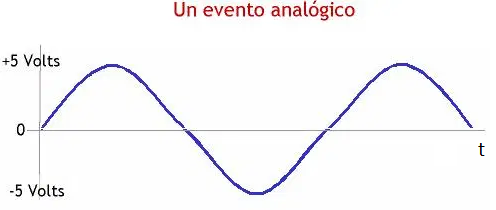 Un evento analógico
+5 Volts
0
t
-5 Volts